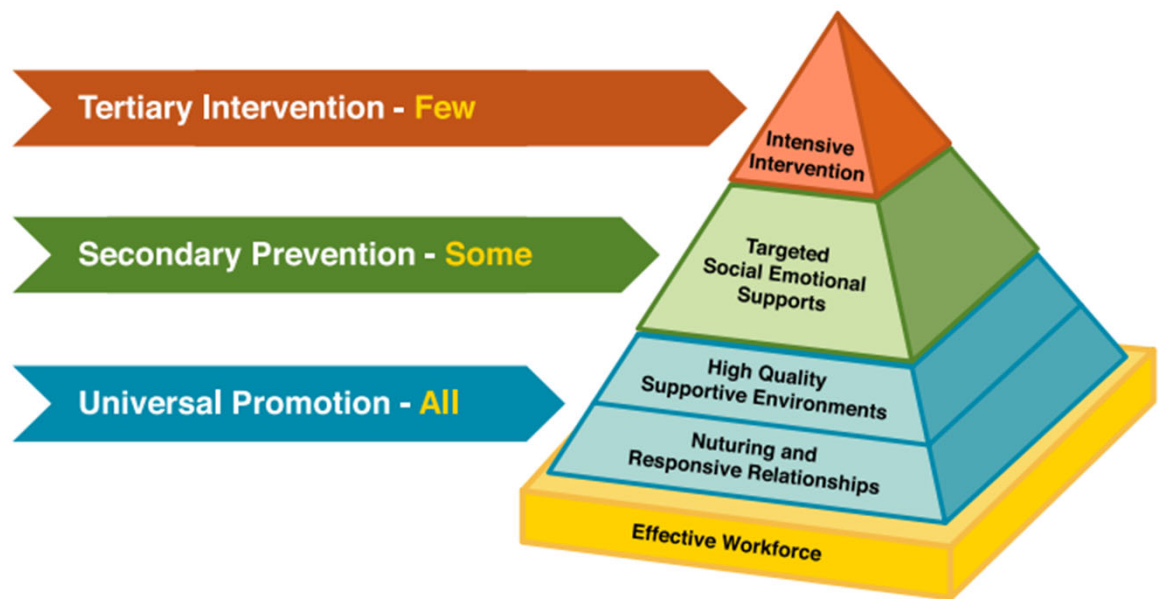 Tertiary Intervention - Few
Intensive
Intervention
Secondary Prevention - Some
Targeted
Social Emotional
Supports
Universal Promotion - All
High Quality
Supportive Environments
Nuturing and
Responsive Relationships
Effective Workforce